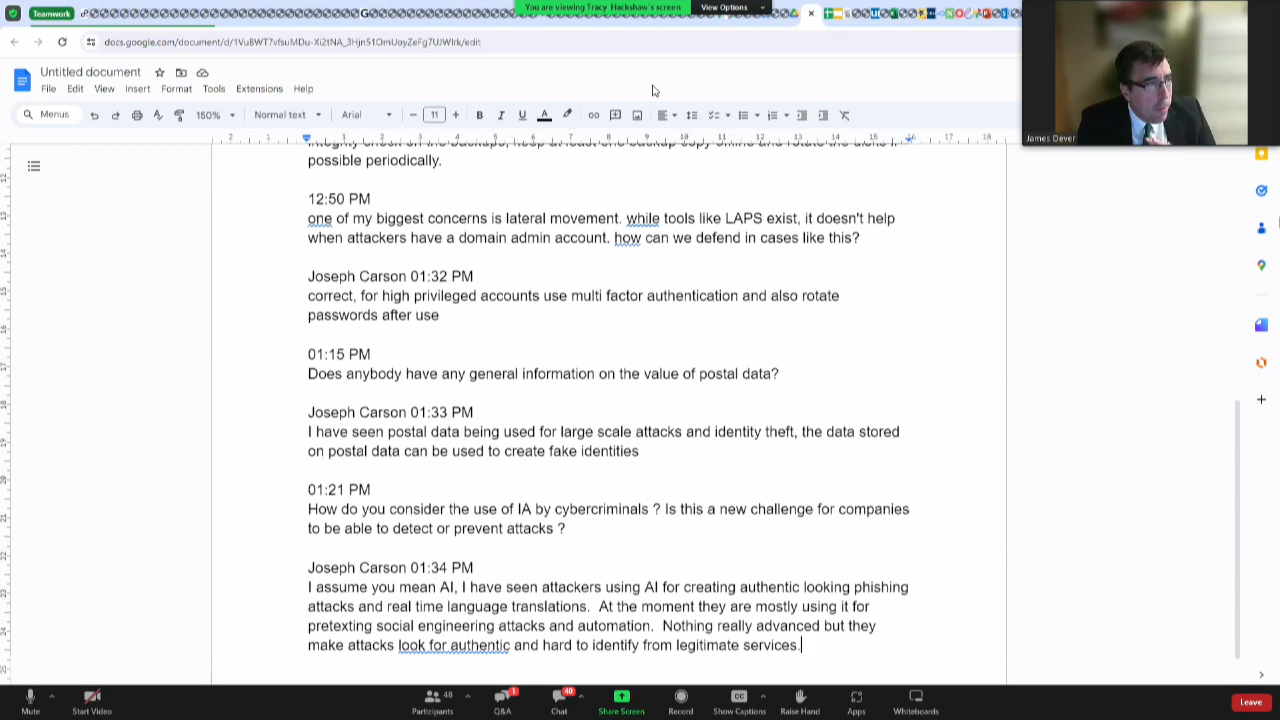 Teamwork
You are viewing Tracy Hackshaw's screen
View Options
docs.google.com/document/d/1VuBWT7vfsuMDu-Xi2tNA_3Hjn51OmUoyZeFg7UJWIrk/edit
Untitled document
File Edit View Insert Format Tools Extensions Help
Menus 150% Normal text Arial 11
James Dever
possible periodically.
12:50 PM
one of my biggest concerns is lateral movement. while tools like LAPS exist, it doesn't help
when attackers have a domain admin account. how can we defend in cases like this?
Joseph Carson 01:32 PM
correct, for high privileged accounts use multi factor authentication and also rotate
passwords after use
01:15 PM
Does anybody have any general information on the value of postal data?
Joseph Carson 01:33 PM
I have seen postal data being used for large scale attacks and identity theft, the data stored
on postal data can be used to create fake identities
01:21 PM
How do you consider the use of IA by cybercriminals ? Is this a new challenge for companies
to be able to detect or prevent attacks ?
Joseph Carson 01:34 PM
I assume you mean AI, I have seen attackers using AI for creating authentic looking phishing
attacks and real time language translations.  At the moment they are mostly using it for
pretexting social engineering attacks and automation.  Nothing really advanced but they
make attacks look for authentic and hard to identify from legitimate services.
Mute Start Video Participants 48 Q&A 1 Chat 40 Share Screen Record Show Captions Raise Hand Apps Whiteboards Leave